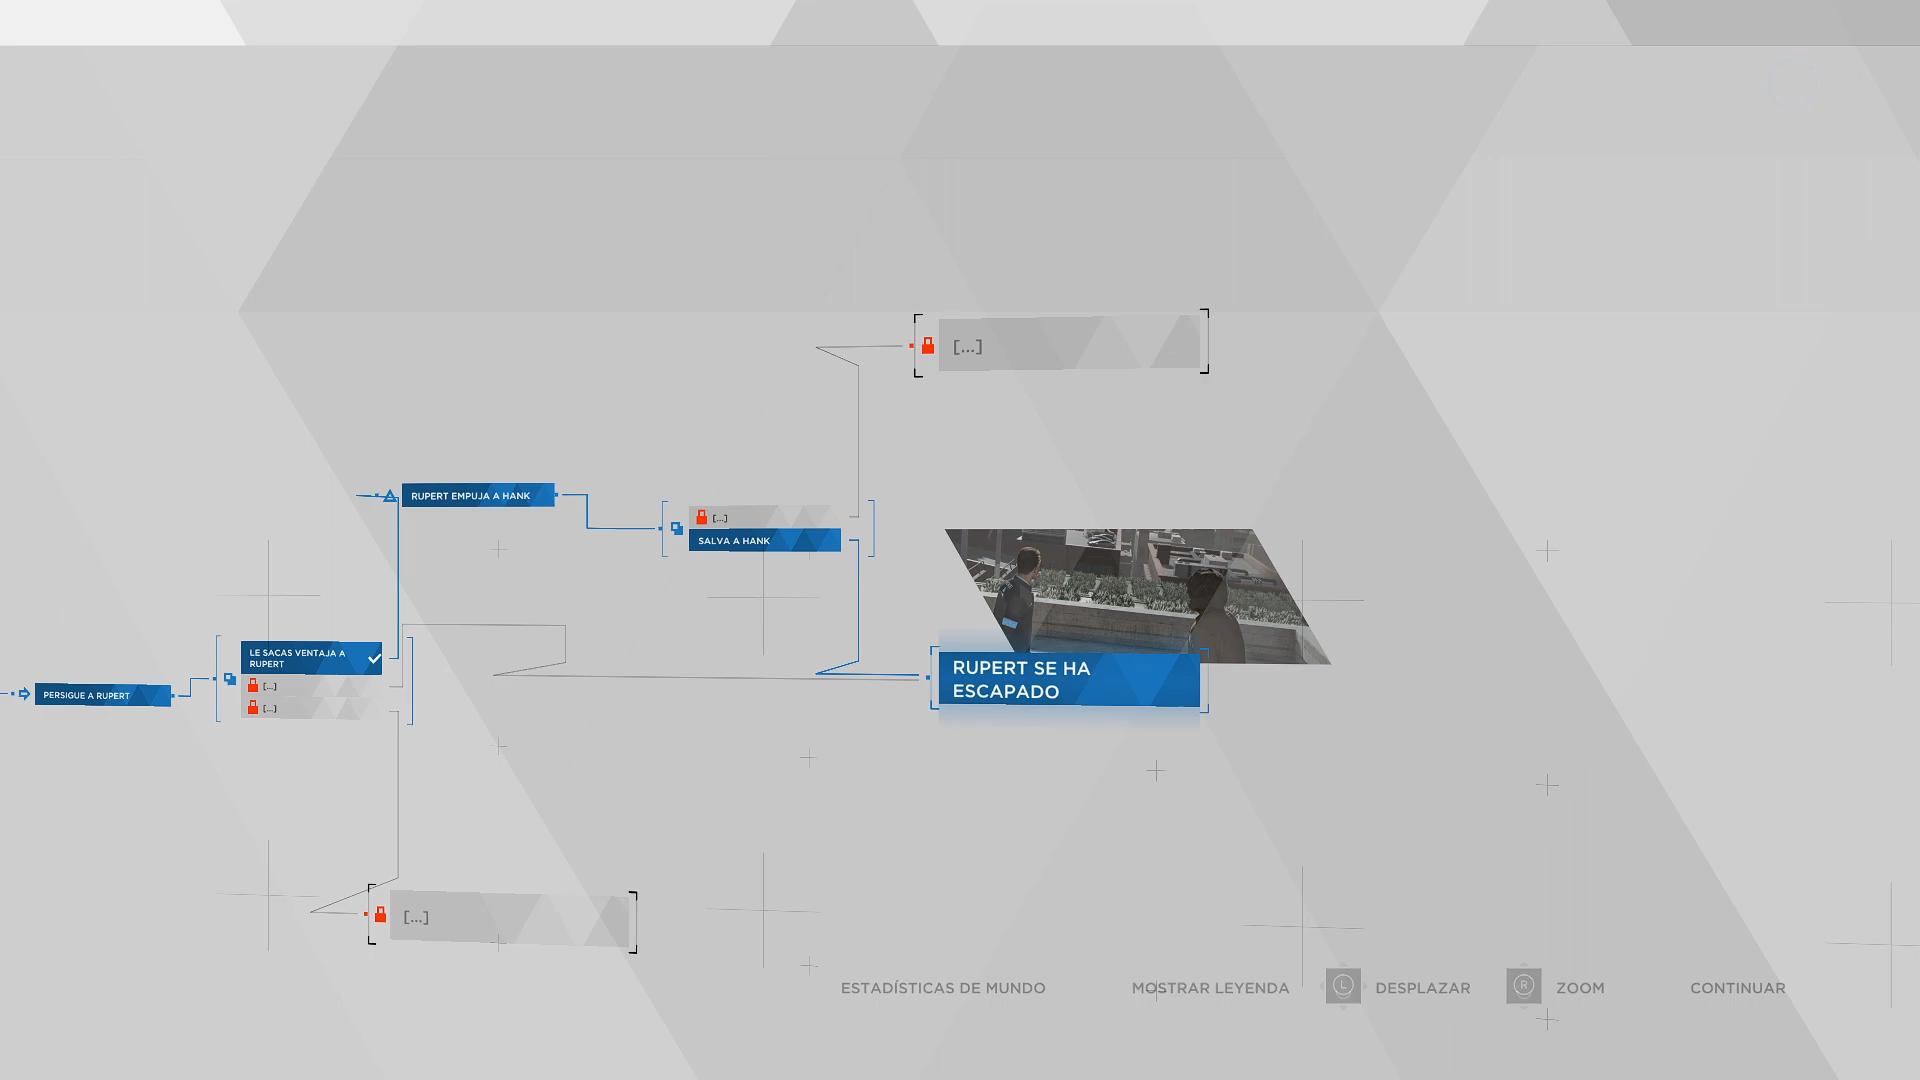 [...]
RUPERT EMPUJA A HANK
[...]
SALVA A HANK
LE SACAS VENTAJA A
RUPERT
[...]
[...]
PERSIGUE A RUPERT
RUPERT SE HA
ESCAPADO
[...]
ESTADÍSTICAS DE MUNDO
MOSTRAR LEYENDA
L
DESPLAZAR
R
ZOOM
CONTINUAR